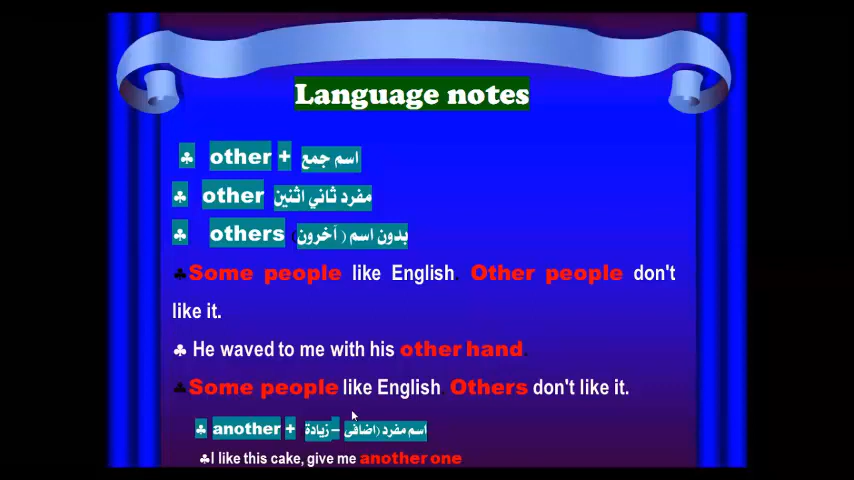 Language notes
♣ other + اسم جمع
♣ other مفرد ثاني اثنين
♣ others بدون اسم ( آخرون)
♣Some people like English. Other people don't
like it.
♣ He waved to me with his other hand.
♣Some people like English Others don't like it.
♣ another + اسم مفرد (اضافى – زيادة
♣I like this cake, give me another one